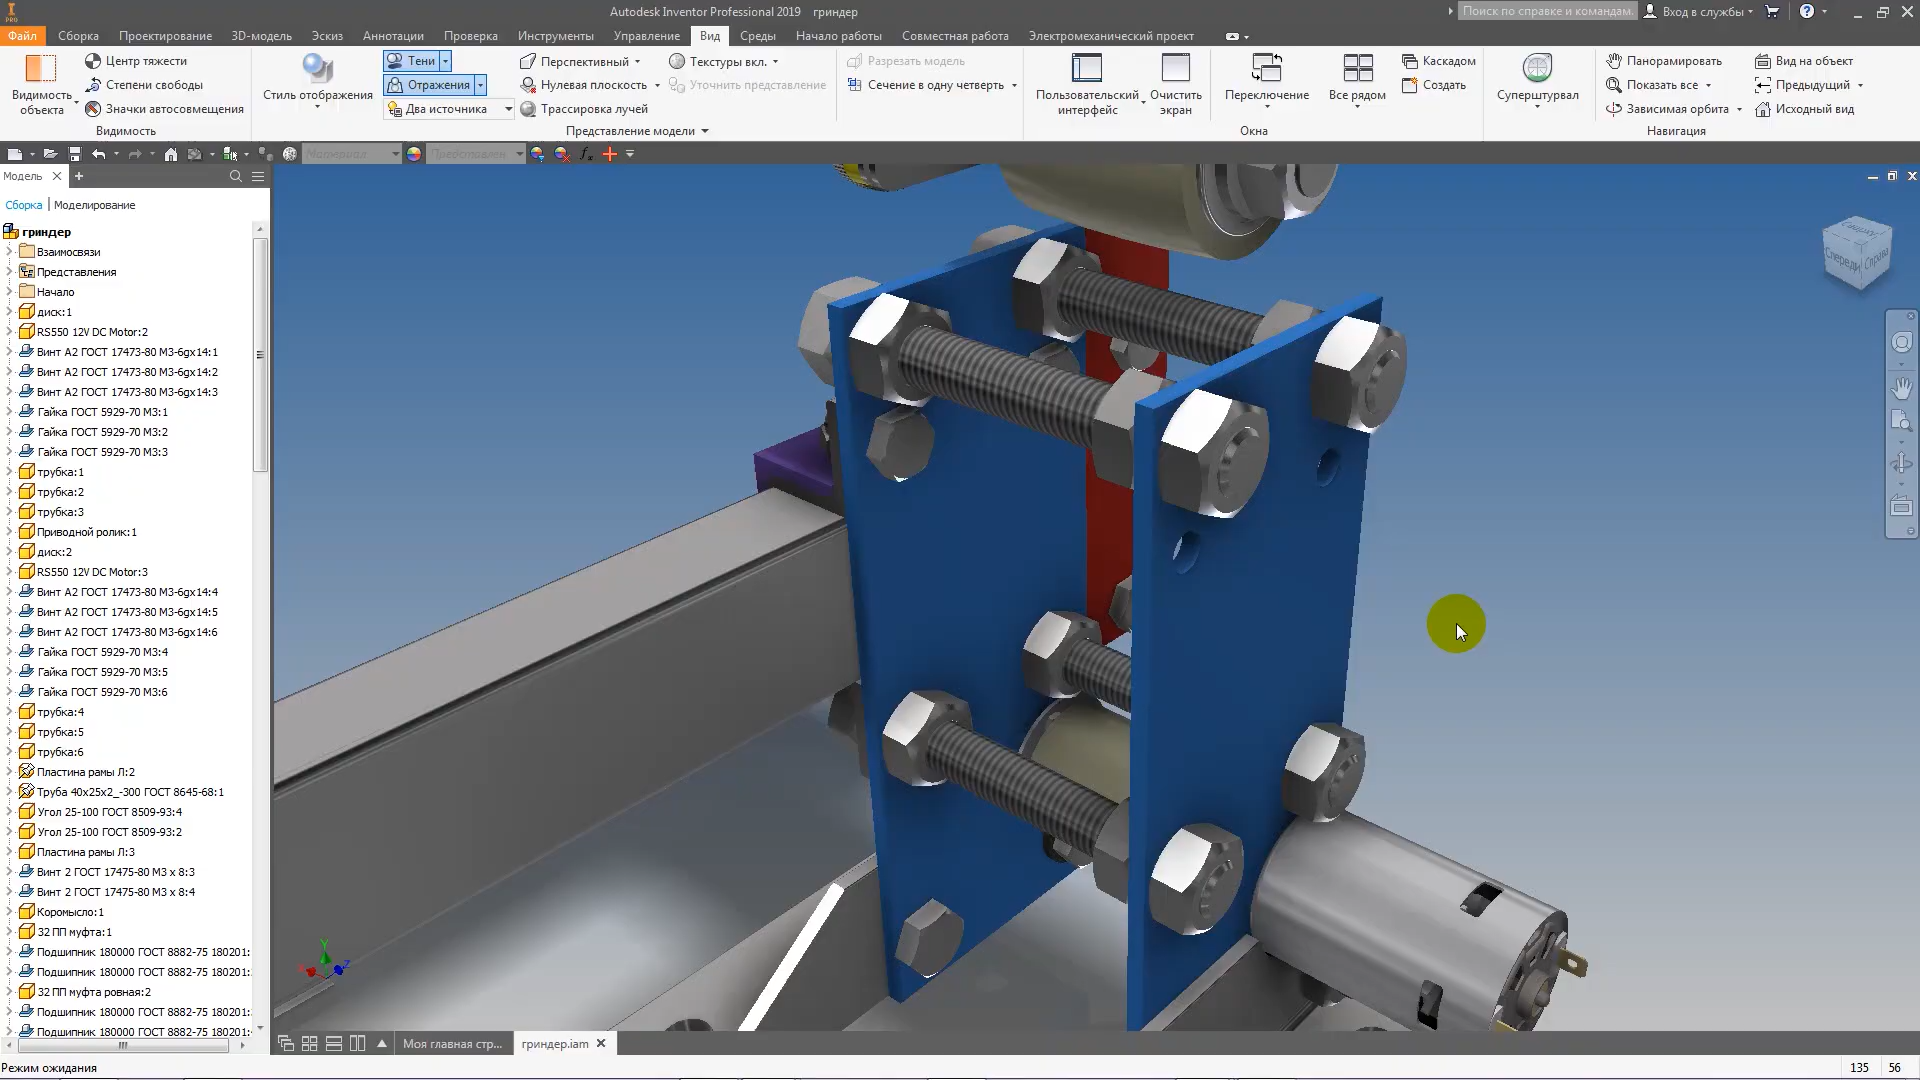 Autodesk Inventor Professional 2019 гриндер
Поиск по справке и командам.
Вход в службы
PRO
Файл Сборка Проектирование 3D-модель Эскиз Аннотации Проверка Инструменты Управление Вид Среды Начало работы Совместная работа Электромеханический проект
Видимость объекта
Центр тяжести
Степени свободы
Значки автосовмещения
Видимость
Стиль отображения
Тени
Отражения
Два источника
Перспективный
Нулевая плоскость
Трассировка лучей
Текстуры вкл.
Уточнить представление
Представление модели
Разрезать модель
Сечение в одну четверть
Пользовательский интерфейс
Очистить экран
Переключение
Все рядом
Каскадом
Создать
Окна
Суперштурвал
Панорамировать
Показать все
Зависимая орбита
Вид на объект
Предыдущий
Исходный вид
Навигация
Материал
Представлен
Модель
Сборка | Моделирование
гриндер
Взаимосвязи
Представления
Начало
диск:1
RS550 12V DC Motor:2
Винт А2 ГОСТ 17473-80 М3-6gx14:1
Винт А2 ГОСТ 17473-80 М3-6gx14:2
Винт А2 ГОСТ 17473-80 М3-6gx14:3
Гайка ГОСТ 5929-70 М3:1
Гайка ГОСТ 5929-70 М3:2
Гайка ГОСТ 5929-70 М3:3
трубка:1
трубка:2
трубка:3
Приводной ролик:1
диск:2
RS550 12V DC Motor:3
Винт А2 ГОСТ 17473-80 М3-6gx14:4
Винт А2 ГОСТ 17473-80 М3-6gx14:5
Винт А2 ГОСТ 17473-80 М3-6gx14:6
Гайка ГОСТ 5929-70 М3:4
Гайка ГОСТ 5929-70 М3:5
Гайка ГОСТ 5929-70 М3:6
трубка:4
трубка:5
трубка:6
Пластина рамы Л:2
Труба 40x25x2_-300 ГОСТ 8645-68:1
Угол 25-100 ГОСТ 8509-93:4
Угол 25-100 ГОСТ 8509-93:2
Пластина рамы Л:3
Винт 2 ГОСТ 17475-80 М3 x 8:3
Винт 2 ГОСТ 17475-80 М3 x 8:4
Коромысло:1
32 ПП муфта:1
Подшипник 180000 ГОСТ 8882-75 180201:
Подшипник 180000 ГОСТ 8882-75 180201:
32 ПП муфта ровная:2
Подшипник 180000 ГОСТ 8882-75 180201:
Подшипник 180000 ГОСТ 8882-75 180201:
Сверху
Спереди
Справа
Y
Z
Моя главная стр...
гриндер.iam
Режим ожидания
135 56